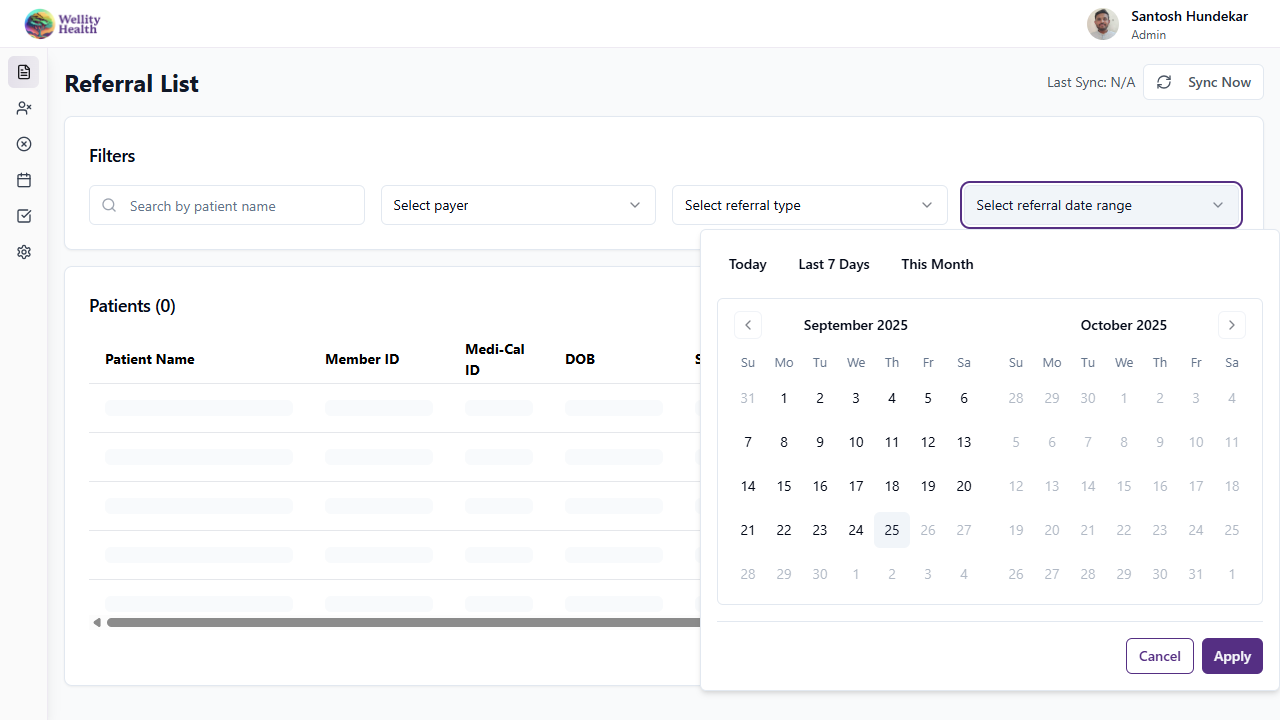 Wellity
Health
Santosh Hundekar
Admin
Referral List
Last Sync: N/A
Sync Now
Filters
Search by patient name
Select payer
Select referral type
Select referral date range
Today
Last 7 Days
This Month
Patients (0)
September 2025
October 2025
Patient Name
Member ID
Medi-Cal
ID
DOB
Su Mo Tu We Th Fr Sa
31 1 2 3 4 5 6
7 8 9 10 11 12 13
14 15 16 17 18 19 20
21 22 23 24 25 26 27
28 29 30 1 2 3 4
Su Mo Tu We Th Fr Sa
28 29 30 1 2 3 4
5 6 7 8 9 10 11
12 13 14 15 16 17 18
19 20 21 22 23 24 25
26 27 28 29 30 31 1
Cancel
Apply